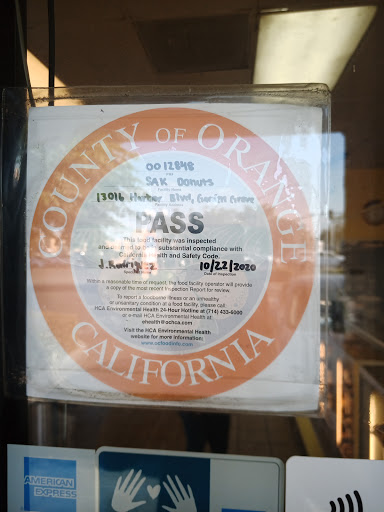 COUNTY OF ORANGE
0012848
SAK Donuts
13016 Harbor Blvd, Garden Grove
PASS
This food facility was inspected
and substantial compliance with
California Health and Safety Code.
10/22/2020
Date of Inspection
Within a reasonable time of request, the food facility operator will provide
a copy of the most recent Inspection Report for review.
To report a foodborne illness or an unhealthy
or unsanitary condition at a food facility, please call:
HCA Environmental Health 24-Hour Hotline at (714) 433-6000
or e-mail HCA Environmental Health at:
ehealth@ochca.com
Visit the HCA Environmental Health
website for more information:
www.ocfoodinfo.com
CALIFORNIA
AMERICAN
EXPRESS